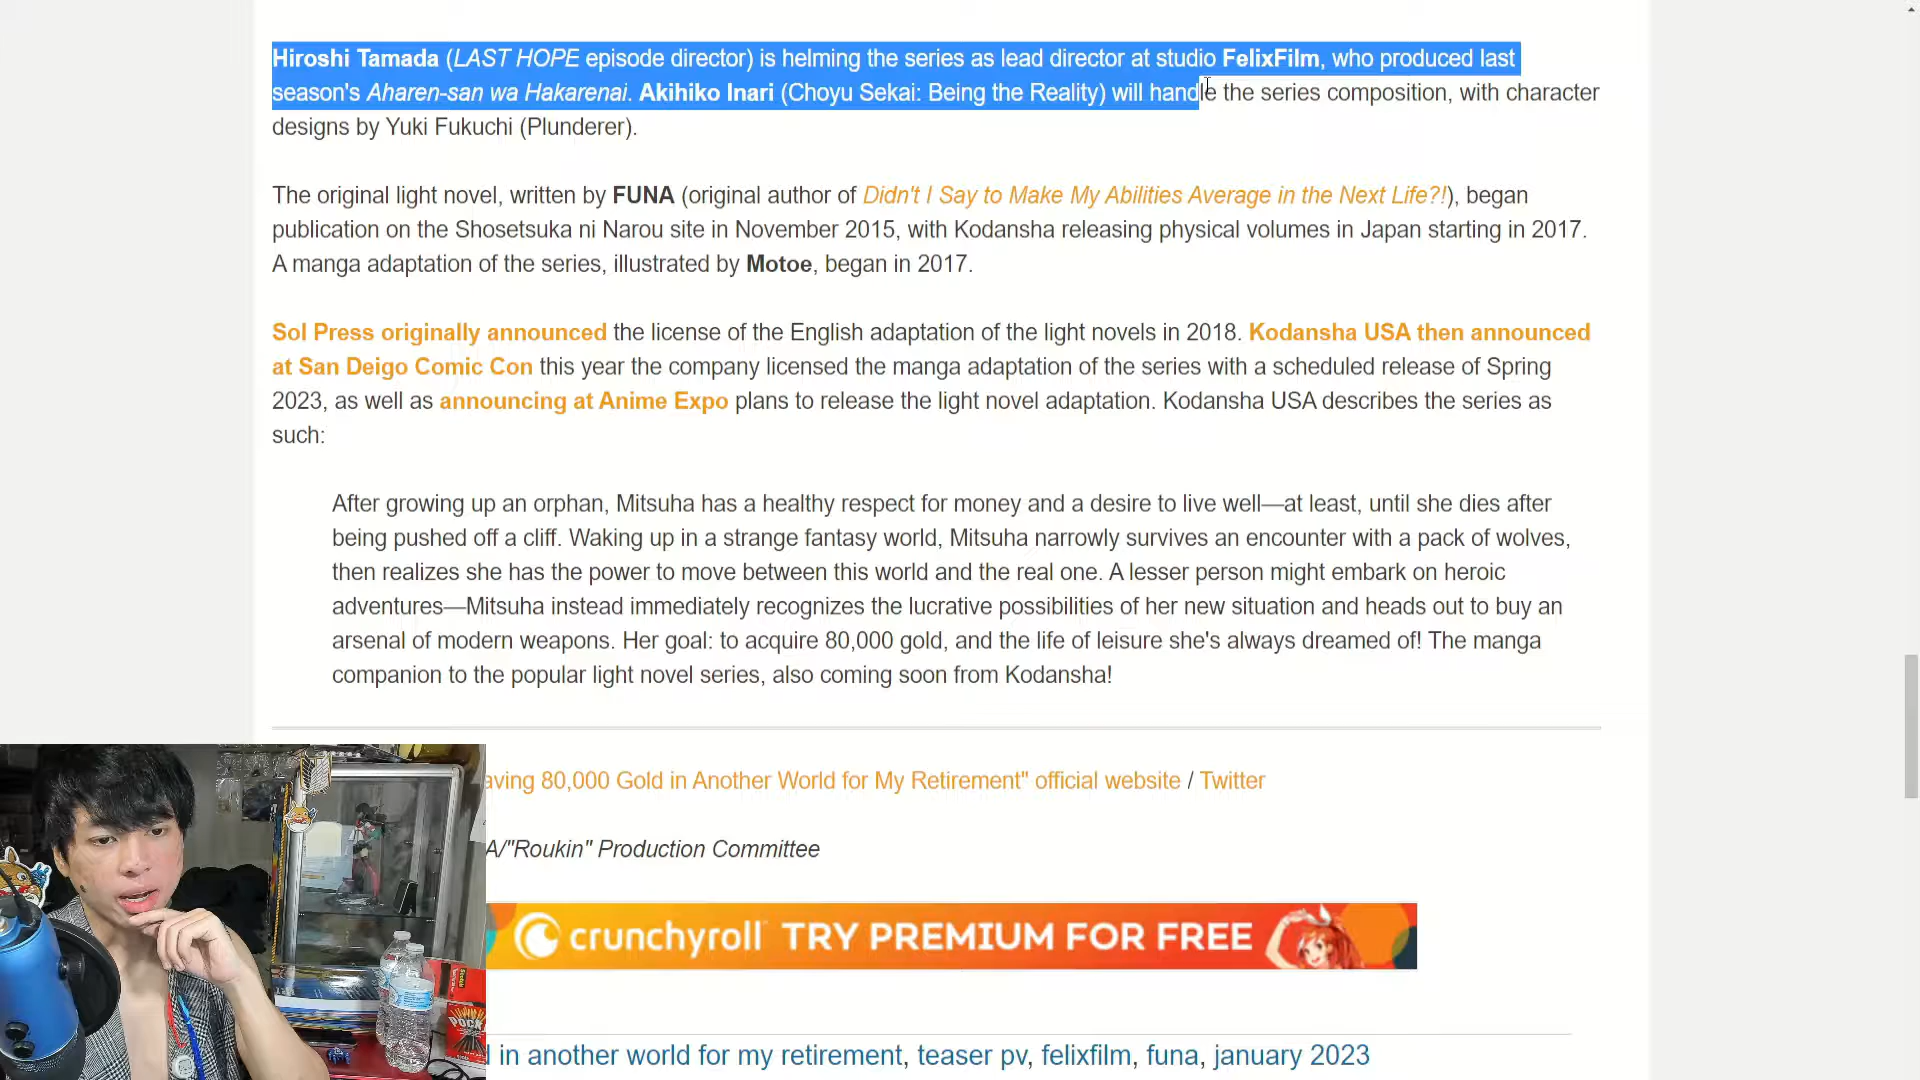 Hiroshi Tamada (LAST HOPE episode director) is helming the series as lead director at studio FelixFilm, who produced last
season's Aharen-san wa Hakarenai. Akihiko Inari (Choyu Sekai: Being the Reality) will handle the series composition, with character
designs by Yuki Fukuchi (Plunderer).
The original light novel, written by FUNA (original author of Didn't I Say to Make My Abilities Average in the Next Life?!), began
publication on the Shosetsuka ni Narou site in November 2015, with Kodansha releasing physical volumes in Japan starting in 2017.
A manga adaptation of the series, illustrated by Motoe, began in 2017.
Sol Press originally announced the license of the English adaptation of the light novels in 2018. Kodansha USA then announced
at San Deigo Comic Con this year the company licensed the manga adaptation of the series with a scheduled release of Spring
2023, as well as announcing at Anime Expo plans to release the light novel adaptation. Kodansha USA describes the series as
such:
After growing up an orphan, Mitsuha has a healthy respect for money and a desire to live well—at least, until she dies after
being pushed off a cliff. Waking up in a strange fantasy world, Mitsuha narrowly survives an encounter with a pack of wolves,
then realizes she has the power to move between this world and the real one. A lesser person might embark on heroic
adventures—Mitsuha instead immediately recognizes the lucrative possibilities of her new situation and heads out to buy an
arsenal of modern weapons. Her goal: to acquire 80,000 gold, and the life of leisure she's always dreamed of! The manga
companion to the popular light novel series, also coming soon from Kodansha!
aving 80,000 Gold in Another World for My Retirement" official website / Twitter
A/"Roukin" Production Committee
crunchyroll TRY PREMIUM FOR FREE
POCK
in another world for my retirement, teaser pv, felixfilm, funa, january 2023